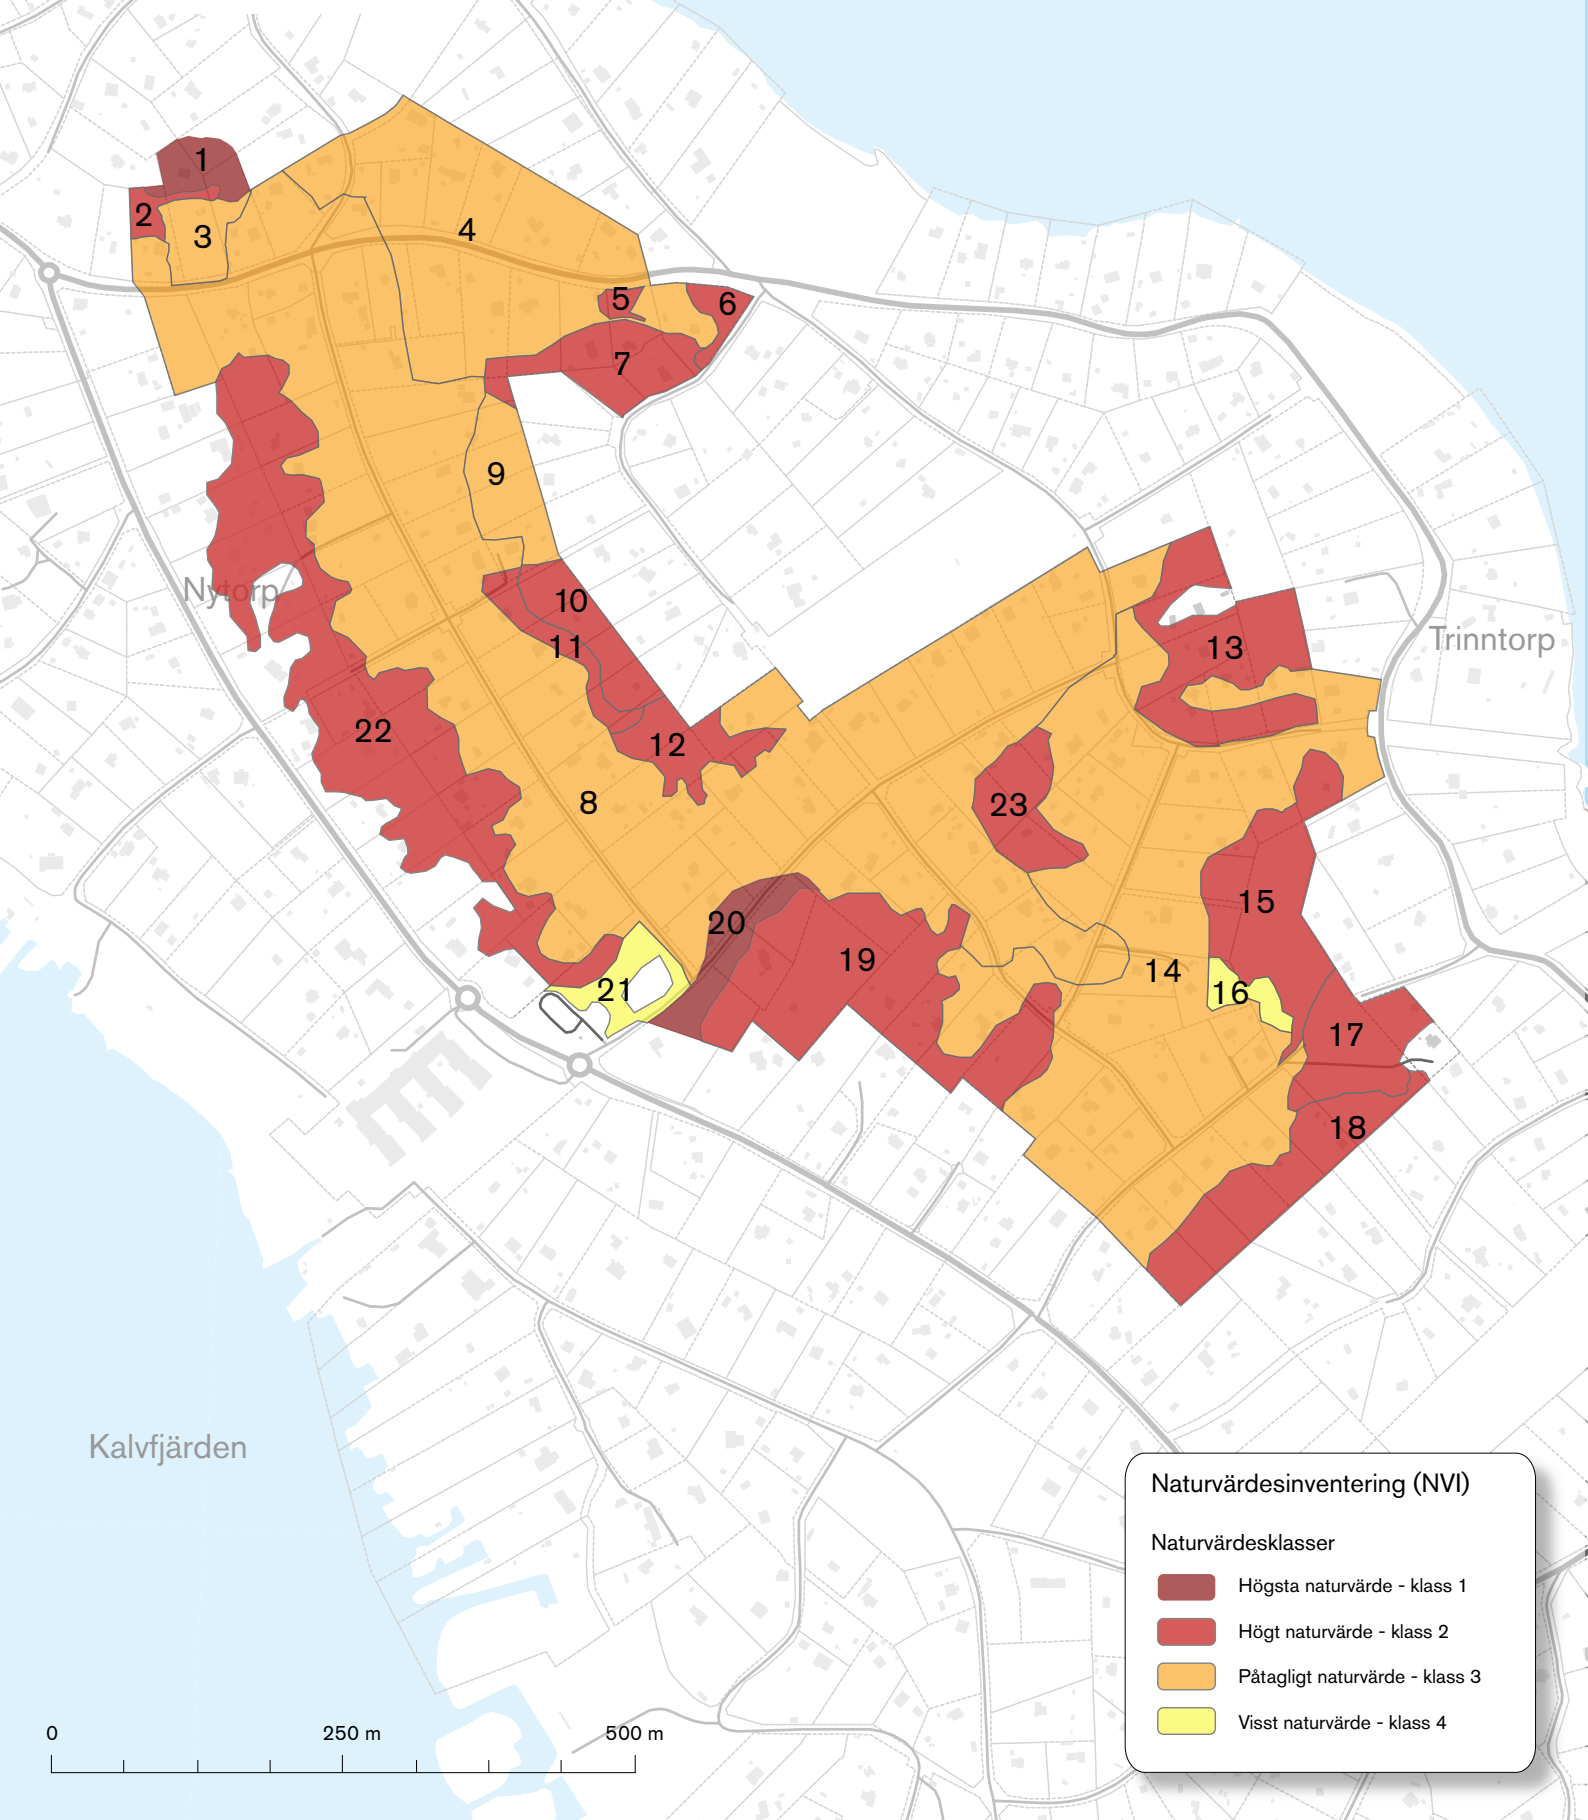 1
2
3
4
5
6
7
9
Nytorp
10
11
13
Trinntorp
22
12
8
23
15
20
19
14
21
16
17
18
Kalvfjärden
Naturvärdesinventering (NVI)
Naturvärdesklasser
Högsta naturvärde - klass 1
Högt naturvärde - klass 2
Påtagligt naturvärde - klass 3
Visst naturvärde - klass 4
0 250 m 500 m